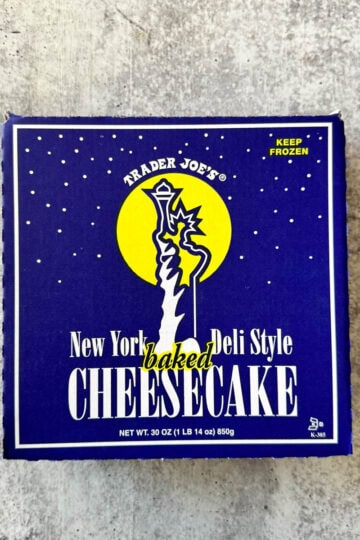 KEEP
FROZEN
TRADER JOE'S®
New York Deli Style
baked
CHEESECAKE
NET WT. 30 OZ (1 LB 14 oz) 850g
K-303